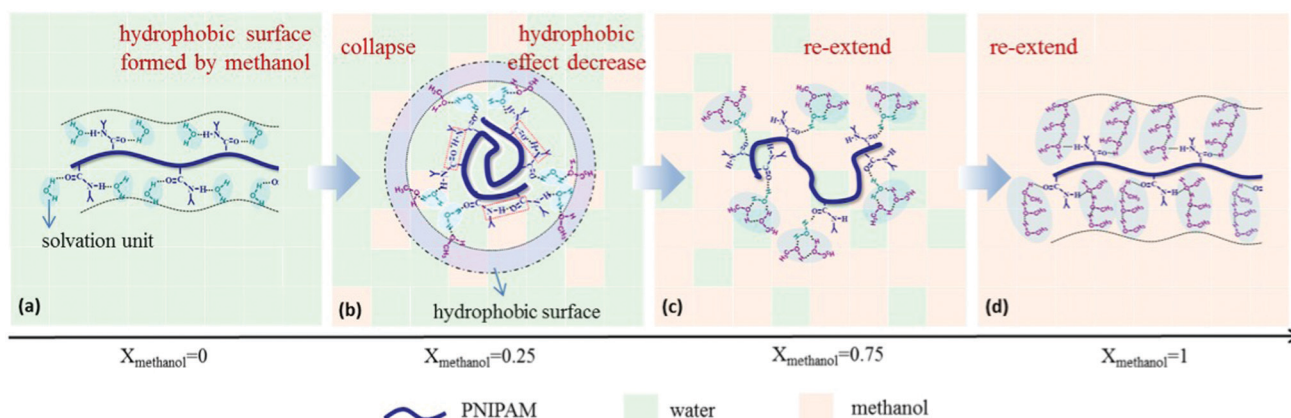 hydrophobic surface
formed by methanol
solvation unit
(a)
collapse
hydrophobic
effect decrease
hydrophobic surface
(b)
re-extend
(c)
re-extend
(d)
Xmethanol=0
Xmethanol=0.25
Xmethanol=0.75
Xmethanol=1
PNIPAM
water
methanol